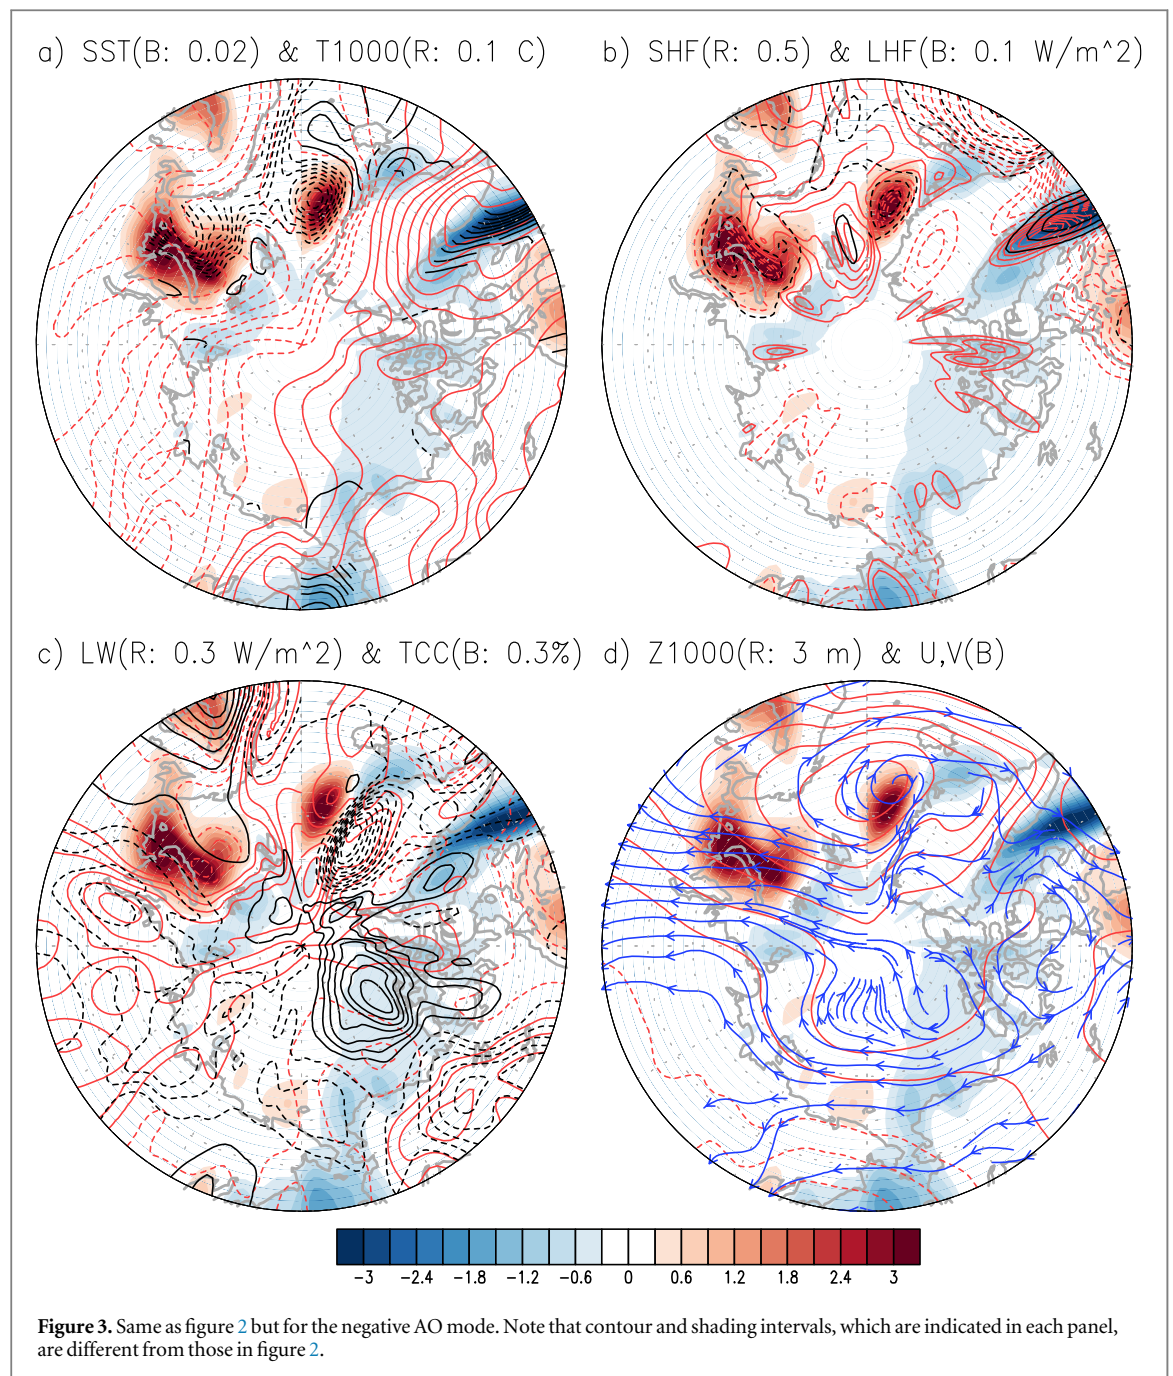 a) SST(B: 0.02) & T1000(R: 0.1 C)
b) SHF(R: 0.5) & LHF(B: 0.1 W/m^2)
c) LW(R: 0.3 W/m^2) & TCC(B: 0.3%)
d) Z1000(R: 3 m) & U,V(B)
-3 -2.4 -1.8 -1.2 -0.6 0 0.6 1.2 1.8 2.4 3
Figure 3. Same as figure 2 but for the negative AO mode. Note that contour and shading intervals, which are indicated in each panel,
are different from those in figure 2.